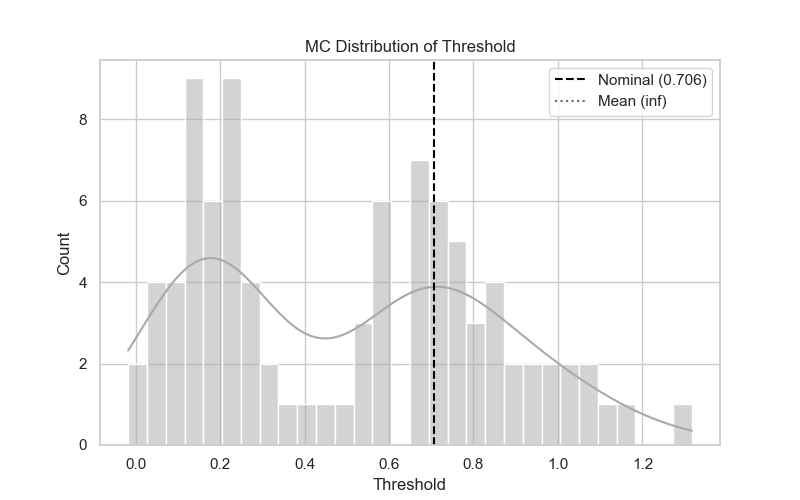 MC Distribution of Threshold
Nominal (0.706)
Mean (inf)
Count
8
6
4
2
0
0.0 0.2 0.4 0.6 0.8 1.0 1.2
Threshold